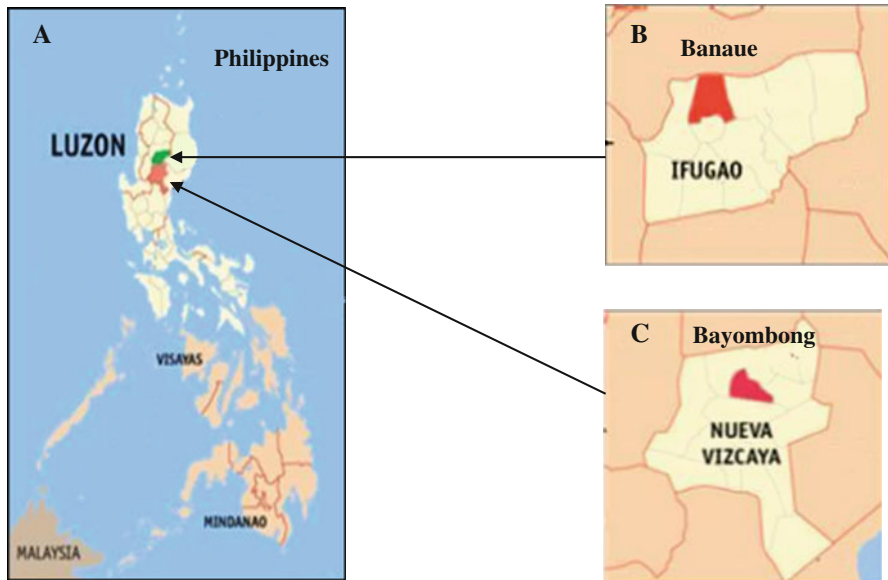 A
Philippines
LUZON
VISAYAS
MINDANAO
MALAYSIA
B
Banaue
IFUGAO
C
Bayombong
NUEVA
VIZCAYA